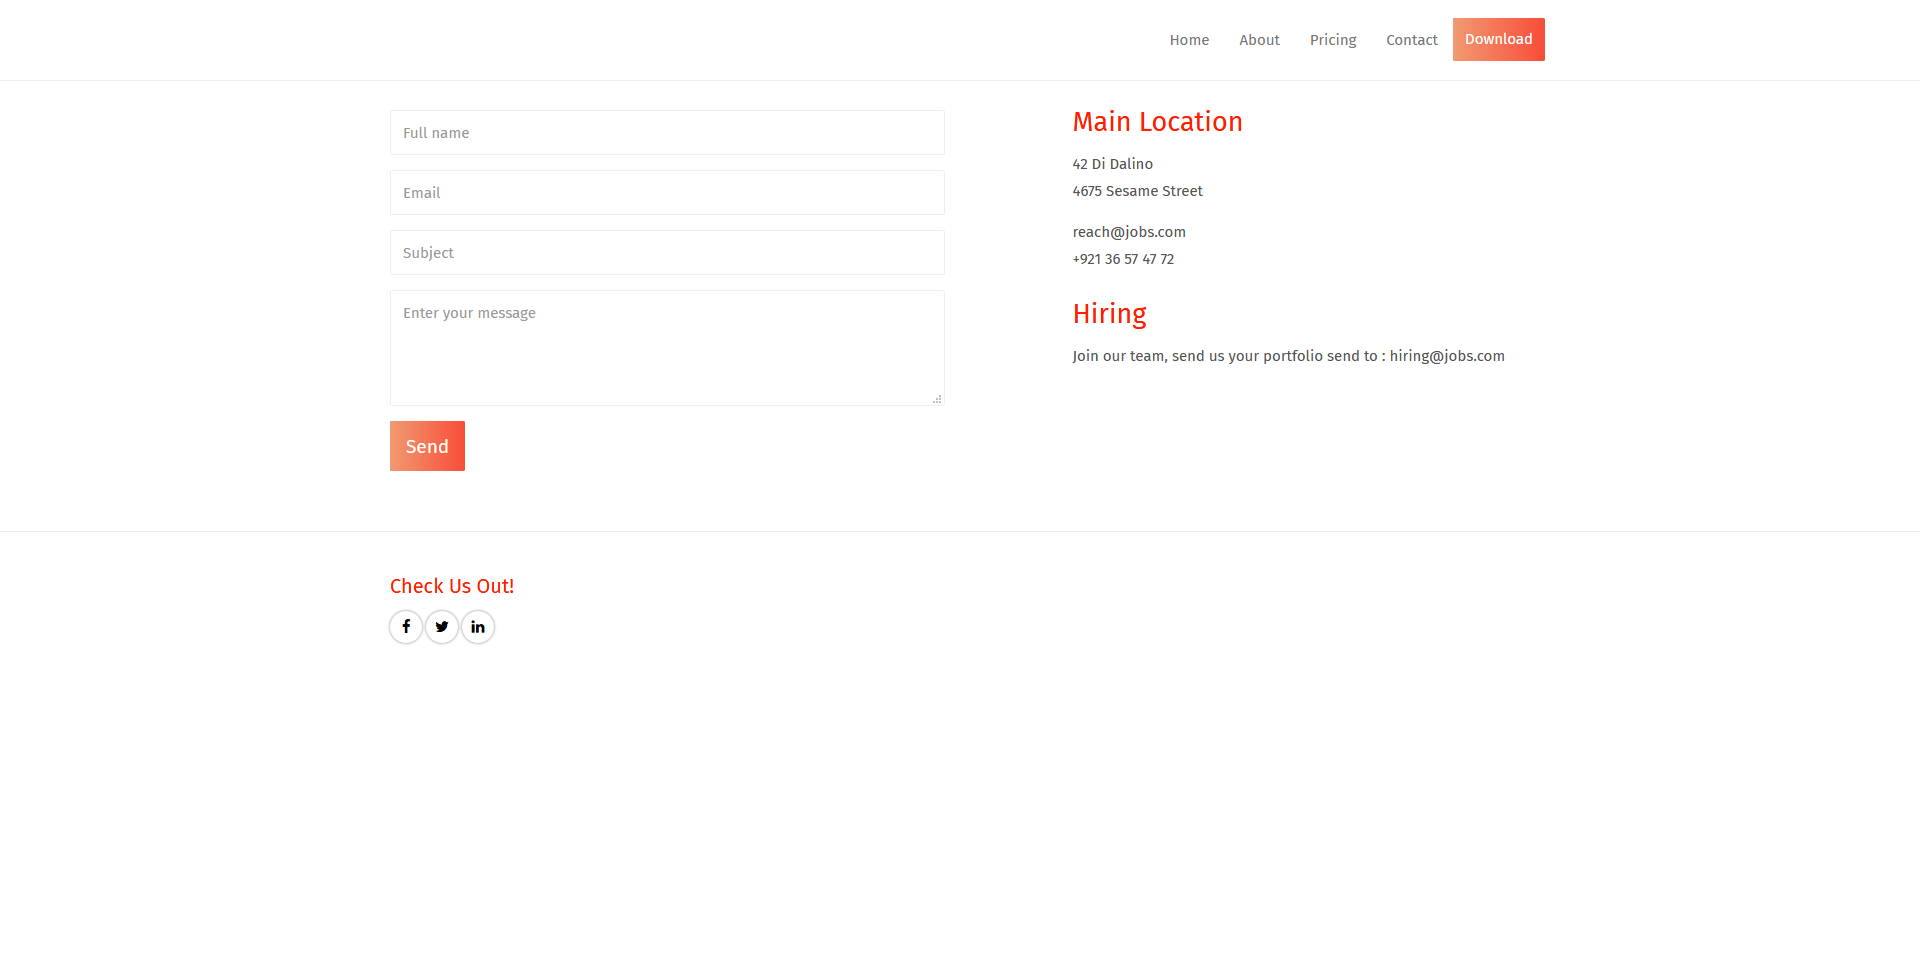 Home About Pricing Contact Download
Full name
Email
Subject
Enter your message
Send
Main Location
42 Di Dalino
4675 Sesame Street
reach@jobs.com
+921 36 57 47 72
Hiring
Join our team, send us your portfolio send to : hiring@jobs.com
Check Us Out!